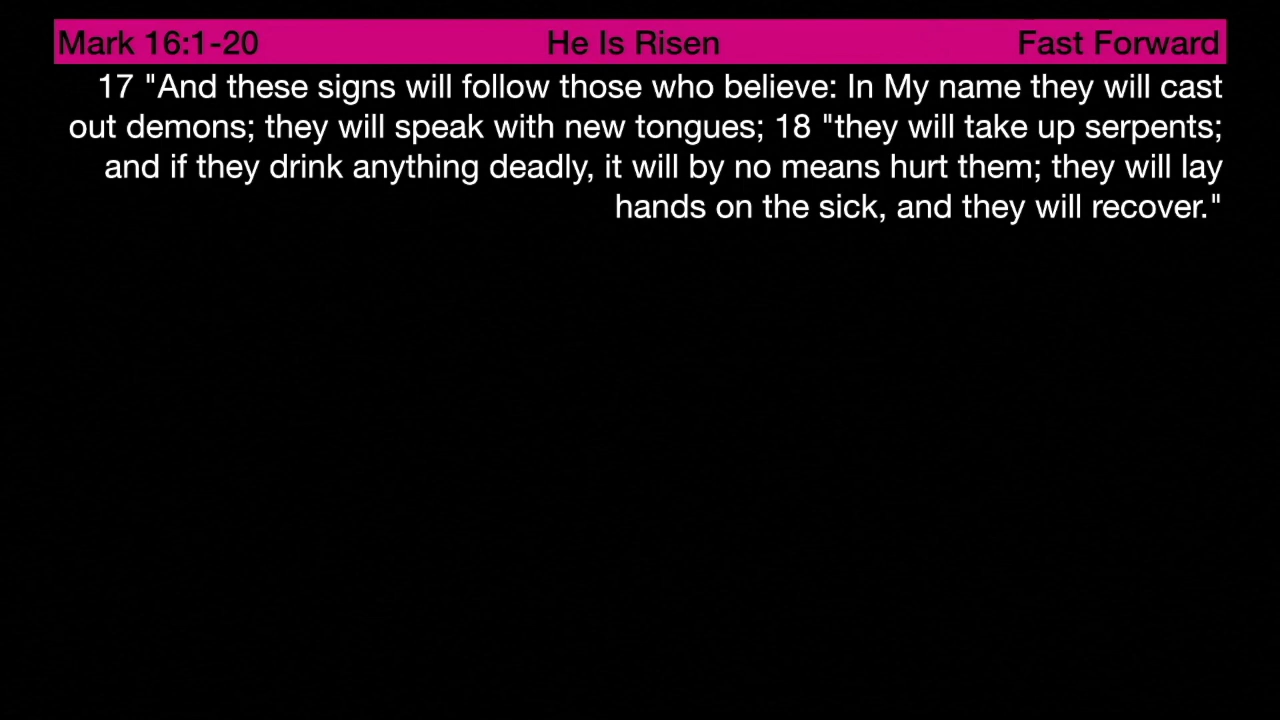 Mark 16:1-20 He Is Risen Fast Forward
17 "And these signs will follow those who believe: In My name they will cast
out demons; they will speak with new tongues; 18 "they will take up serpents;
and if they drink anything deadly, it will by no means hurt them; they will lay
hands on the sick, and they will recover."